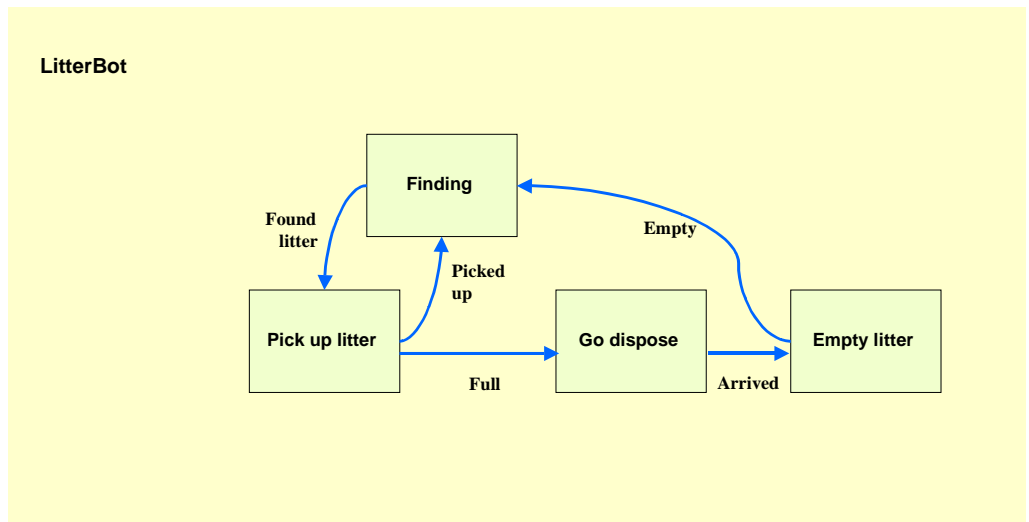 LitterBot
Finding
Found
litter
Empty
Picked
up
Pick up litter
Go dispose
Empty litter
Full
Arrived